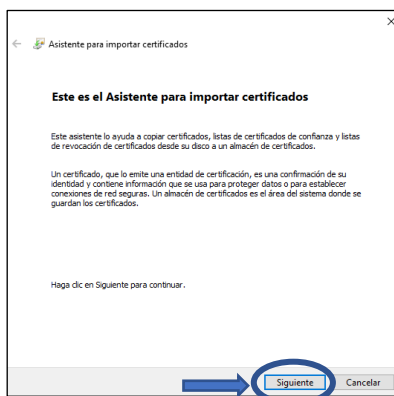 Asistente para importar certificados
Este es el Asistente para importar certificados
Este asistente lo ayuda a copiar certificados, listas de certificados de confianza y listas
de revocación de certificados desde su disco a un almacén de certificados.
Un certificado, que lo emite una entidad de certificación, es una confirmación de su
identidad y contiene información que se usa para proteger datos o para establecer
conexiones de red seguras. Un almacén de certificados es el área del sistema donde se
guardan los certificados.
Haga clic en Siguiente para continuar.
Siguiente Cancelar